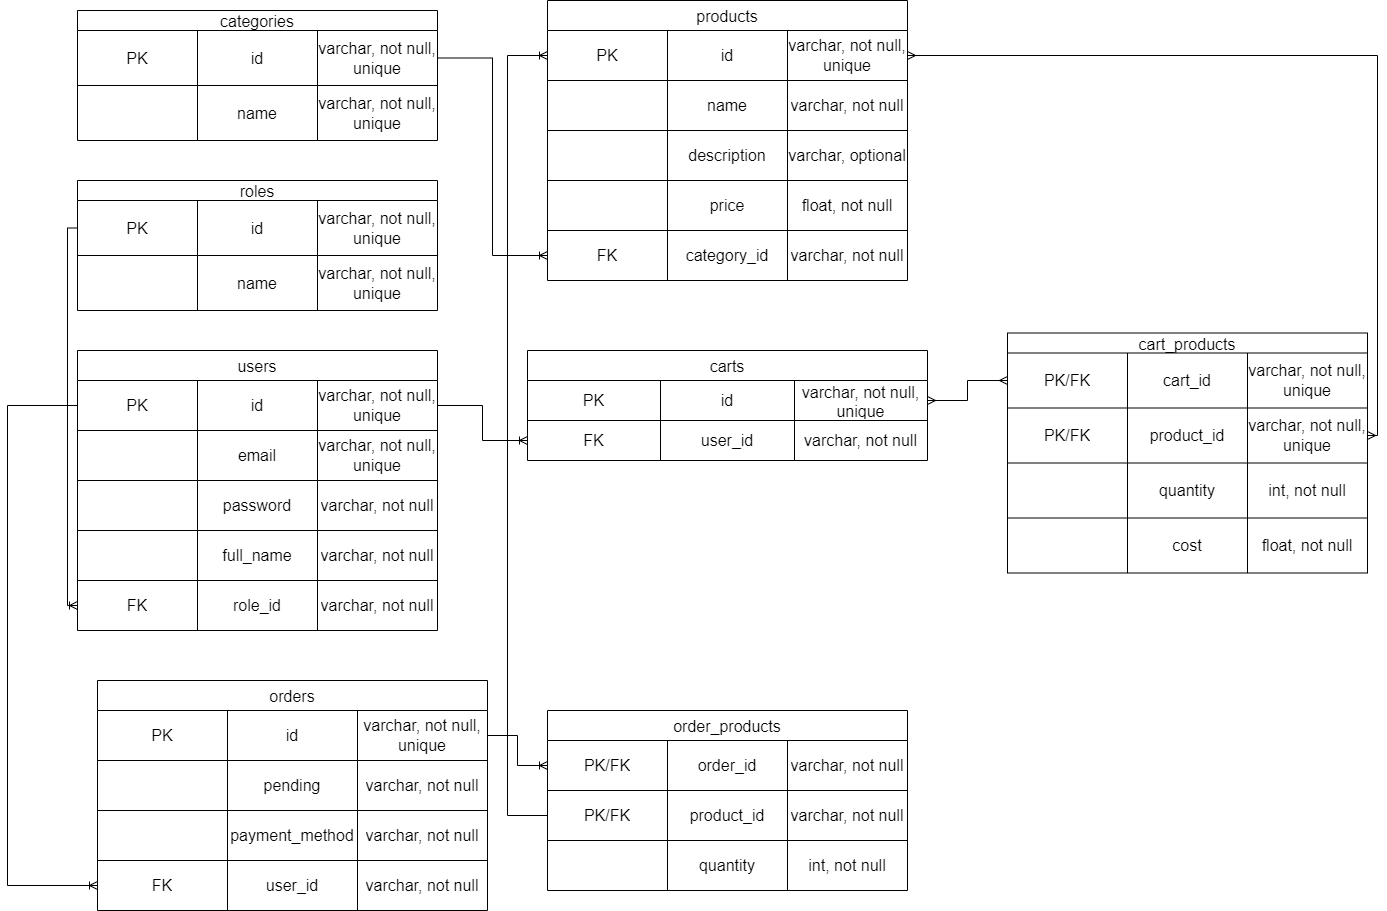 categories
PK
id
varchar, not null,
unique
name
varchar, not null,
unique
products
PK
id
varchar, not null,
unique
name
varchar, not null
description
varchar, optional
price
float, not null
FK
category_id
varchar, not null
roles
PK
id
varchar, not null,
unique
name
varchar, not null,
unique
users
PK
id
varchar, not null,
unique
email
varchar, not null,
unique
password
varchar, not null
full_name
varchar, not null
FK
role_id
varchar, not null
carts
PK
id
varchar, not null,
unique
FK
user_id
varchar, not null
cart_products
PK/FK
cart_id
varchar, not null,
unique
PK/FK
product_id
varchar, not null,
unique
quantity
int, not null
cost
float, not null
orders
PK
id
varchar, not null,
unique
pending
varchar, not null
payment_method
varchar, not null
FK
user_id
varchar, not null
order_products
PK/FK
order_id
varchar, not null
PK/FK
product_id
varchar, not null
quantity
int, not null